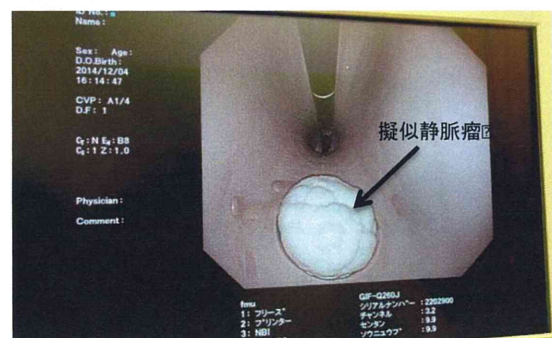 ID No.:
Name:
Sex: Age:
D.O.Birth:
2014/12/04
16:14:47
CVP: A1/4
D.F: 1
Cr:N Eh:B8
Cc:1 Z:1.0
Physician:
Comment:
擬似静脈瘤
fmu
1: フリーズ゛
2: プリンター
3: NBI
GIF-Q260J
シリアルナンバー :2202900
チャンネル :3.2
センタン :9.9
ソウニュウブ :9.9